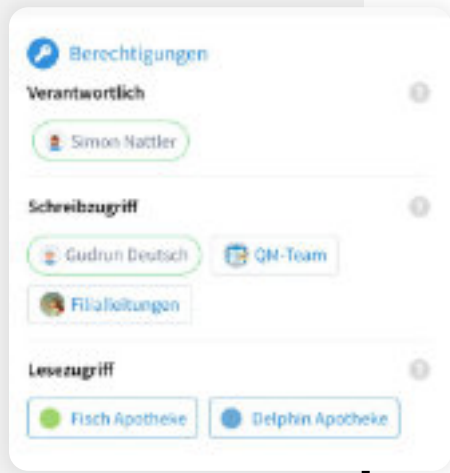 Berechtigungen
Verantwortlich
Simon Nattler
Schreibzugriff
Gudrun Deutsch QM-Team
Filialleitungen
Lesezugriff
Fisch Apotheke Delphin Apotheke